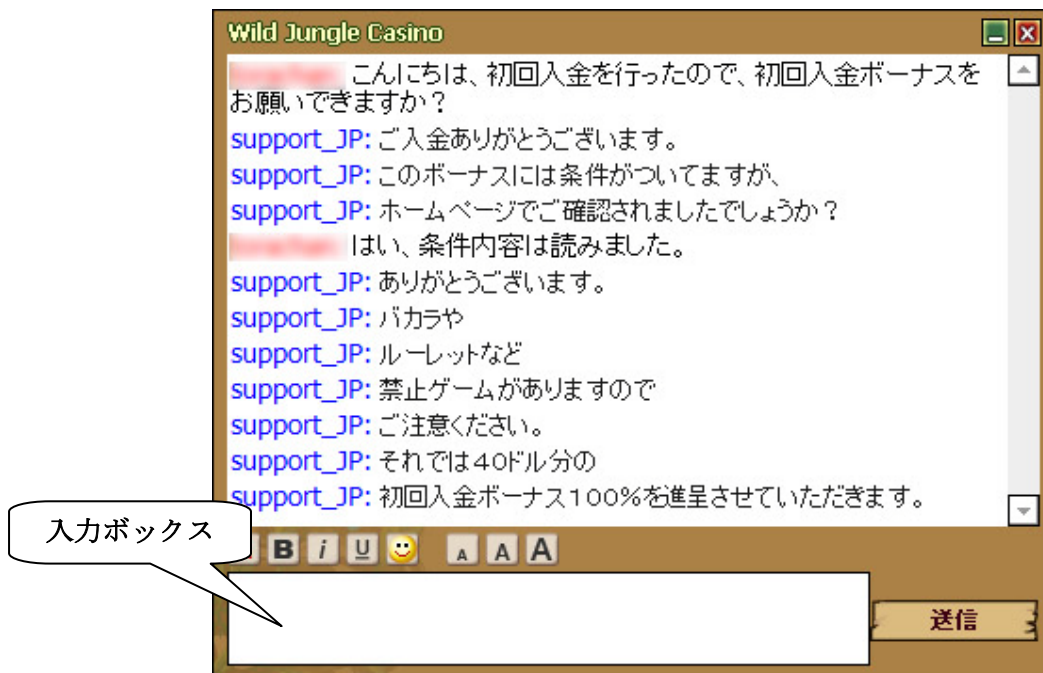 Wild Jungle Casino
こんにちは、初回入金を行ったので、初回入金ボーナスを
お願いできますか？
support_JP: ご入金ありがとうございます。
support_JP: このボーナスには条件がついてますが、
support_JP: ホームページでご確認されましたでしょうか？
はい、条件内容は読みました。
support_JP: ありがとうございます。
support_JP: バカラや
support_JP: ルーレットなど
support_JP: 禁止ゲームがありますので
support_JP: ご注意ください。
support_JP: それでは４０ドル分の
support_JP: 初回入金ボーナス１００％を進呈させていただきます。
入力ボックス
B i U A A A
送信